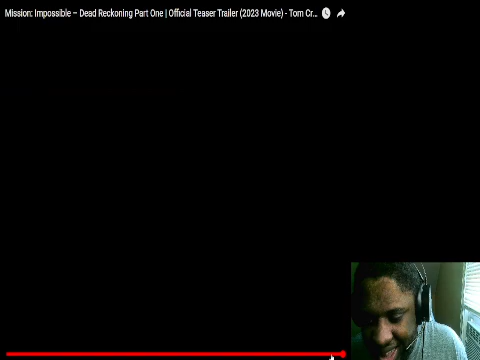 Mission: Impossible – Dead Reckoning Part One | Official Teaser Trailer (2023 Movie) - Tom Cr...